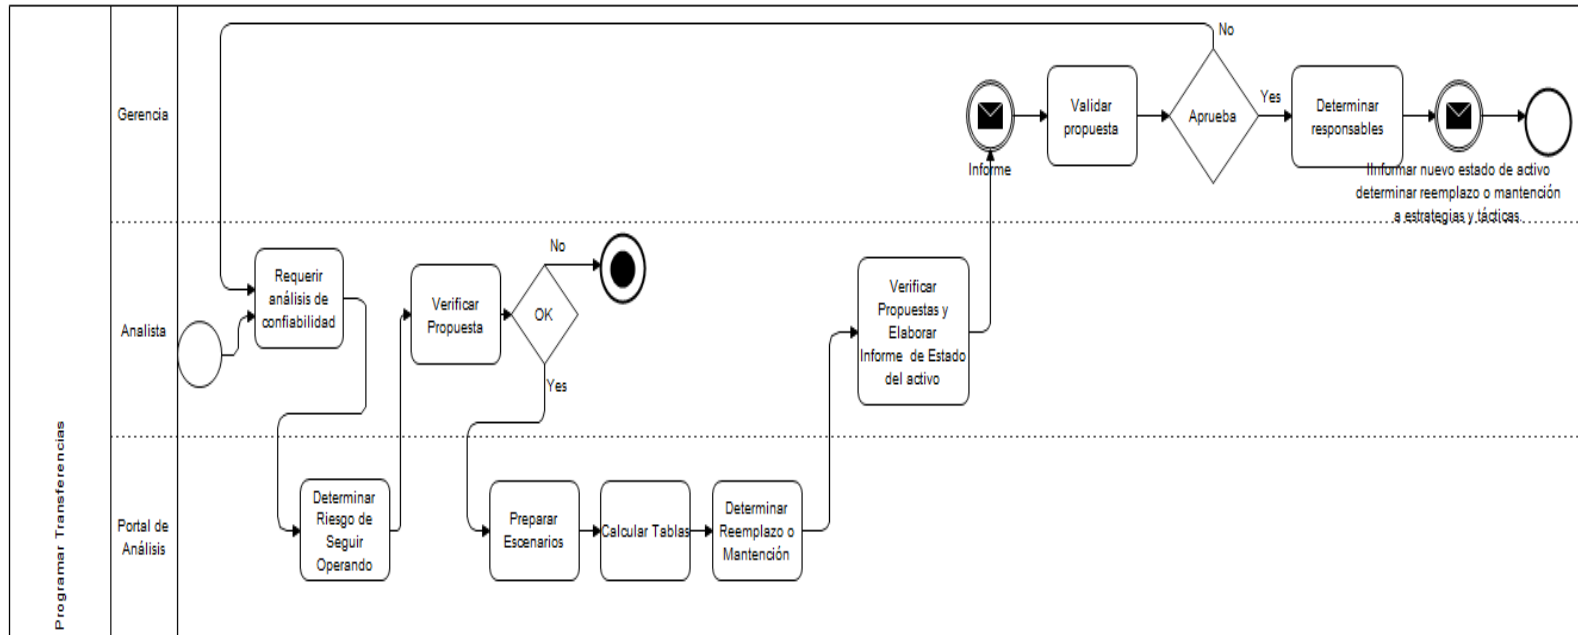 Programar Transferencias
Gerencia
No
Informe
Validar
propuesta
Aprueba
Yes
Determinar
responsables
IInformar nuevo estado de activo
determinar reemplazo o mantención
a estrategias y tácticas.
Analista
Requerir
análisis de
confiabilidad
Verificar
Propuesta
OK
No
Yes
Verificar
Propuestas y
Elaborar
Informe de Estado
del activo
Portal de
Análisis
Determinar
Riesgo de
Seguir
Operando
Preparar
Escenarios
Calcular Tablas
Determinar
Reemplazo o
Mantención